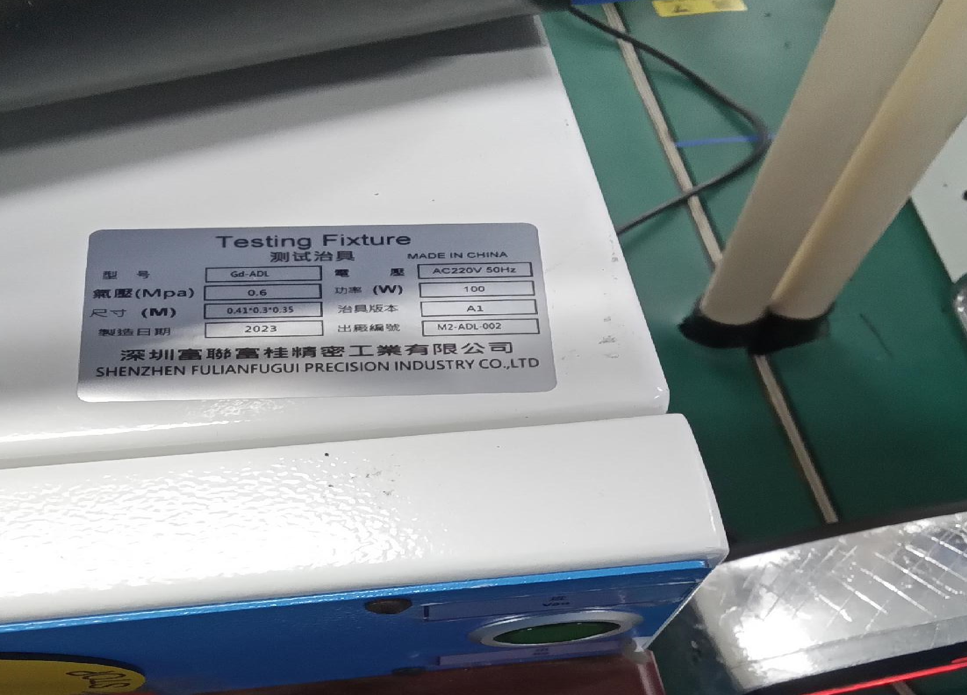 Testing Fixture
测试治具 MADE IN CHINA
型 号 Gd-ADL 電 壓 AC220V 50Hz
氣壓(Mpa) 0.6 功率 (W) 100
尺寸 (M) 0.41*0.3*0.35 治具版本 A1
製造日期 2023 出厰編號 M2-ADL-002
深圳富聯富桂精密工業有限公司
SHENZHEN FULIANFUGUI PRECISION INDUSTRY CO.,LTD